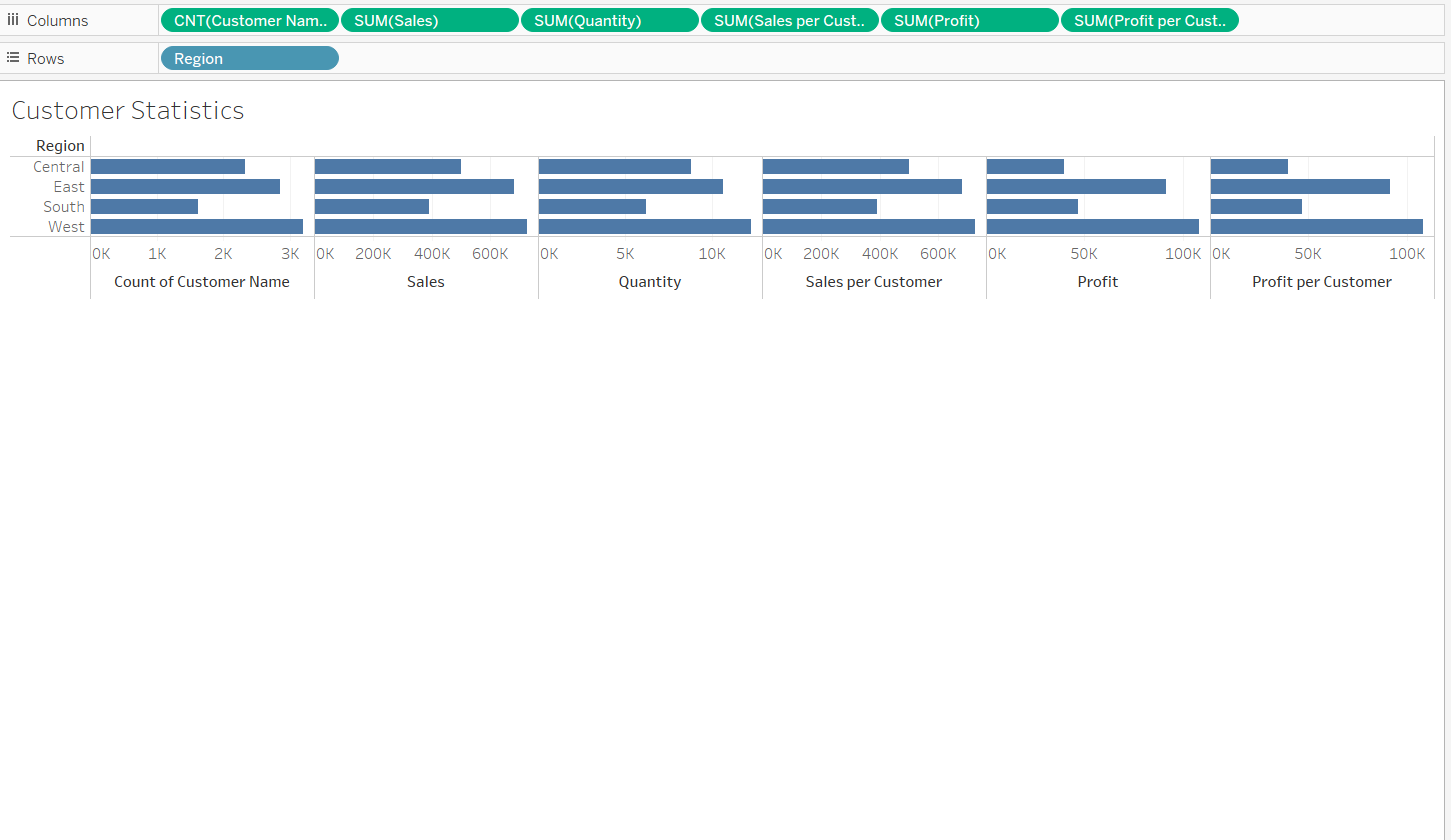 Columns CNT(Customer Nam.. SUM(Sales) SUM(Quantity) SUM(Sales per Cust.. SUM(Profit) SUM(Profit per Cust..
Rows Region
Customer Statistics
Region
Central
East
South
West
0K 1K 2K 3K 0K 200K 400K 600K 0K 5K 10K 0K 200K 400K 600K 0K 50K 100K 0K 50K 100K
Count of Customer Name Sales Quantity Sales per Customer Profit Profit per Customer